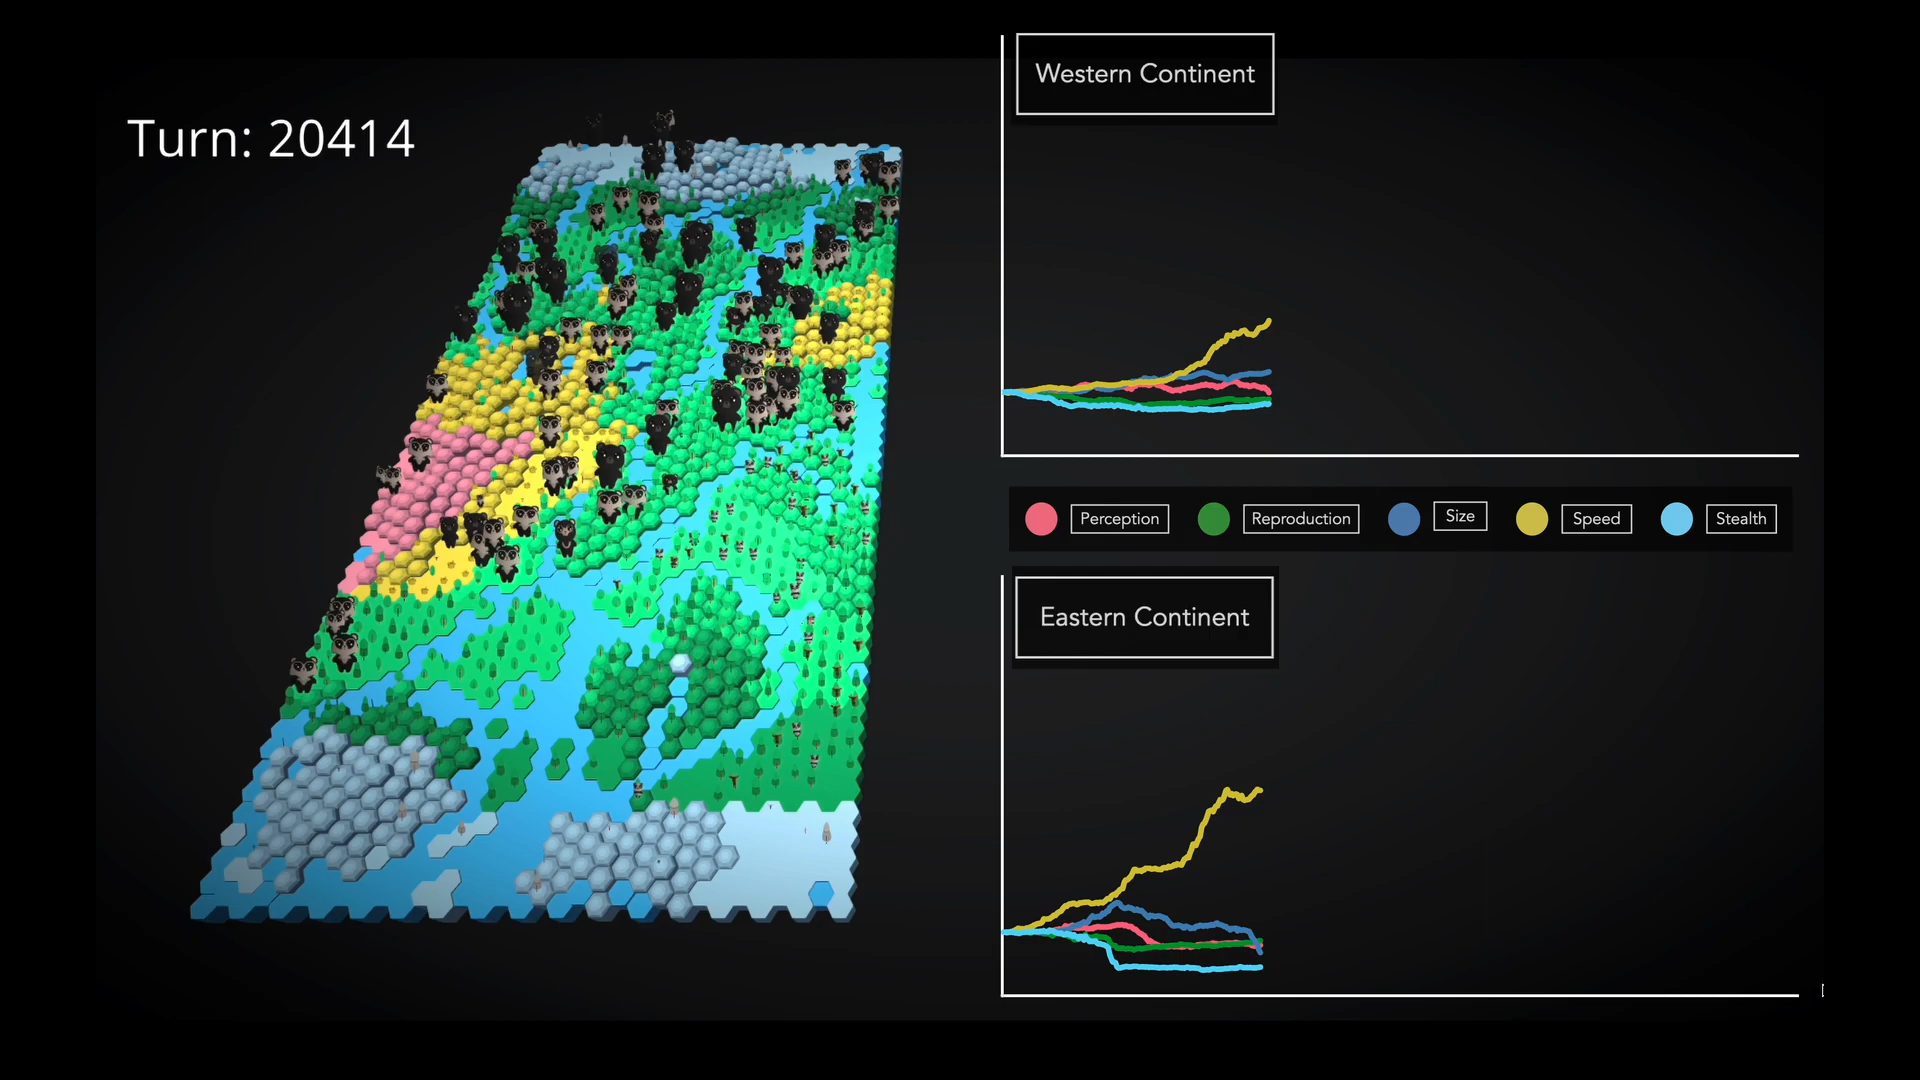 Turn: 20414
Western Continent
Perception
Reproduction
Size
Speed
Stealth
Eastern Continent